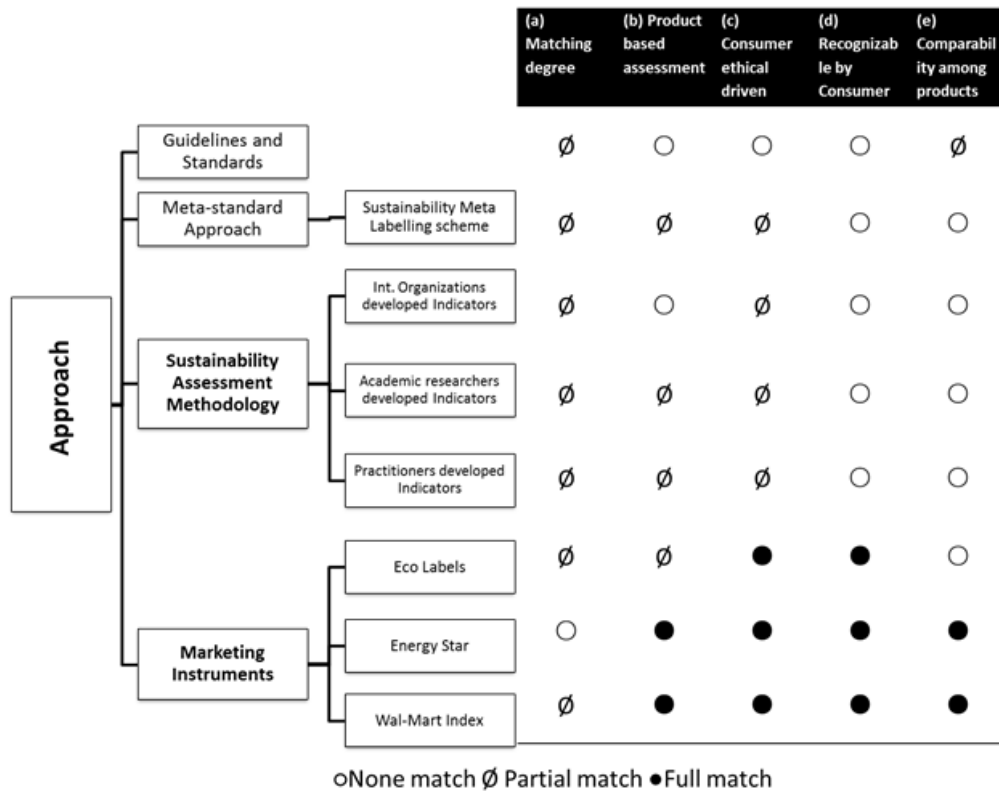 (a)
Matching
degree
(b) Product
based
assessment
(c)
Consumer
ethical
driven
(d)
Recognizab
le by
Consumer
(e)
Comparabil
ity among
products
Approach
Guidelines and
Standards
Ø ○ ○ ○ Ø
Meta-standard
Approach
Sustainability Meta
Labelling scheme
Ø Ø Ø ○ ○
Sustainability
Assessment
Methodology
Int. Organizations
developed Indicators
Ø ○ Ø ○ ○
Academic researchers
developed Indicators
Ø Ø Ø ○ ○
Practitioners developed
Indicators
Ø Ø Ø ○ ○
Marketing
Instruments
Eco Labels
Ø Ø ● ● ○
Energy Star
○ ● ● ● ●
Wal-Mart Index
Ø ● ● ● ●
○None match Ø Partial match ●Full match